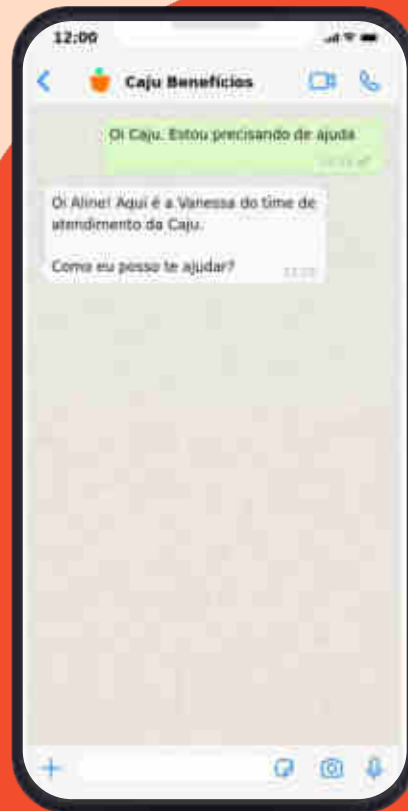 12:00
Caju Benefícios
Oi Caju. Estou precisando de ajuda
Oi Aline! Aqui é a Vanessa do time de
atendimento da Caju.
Como eu posso te ajudar?